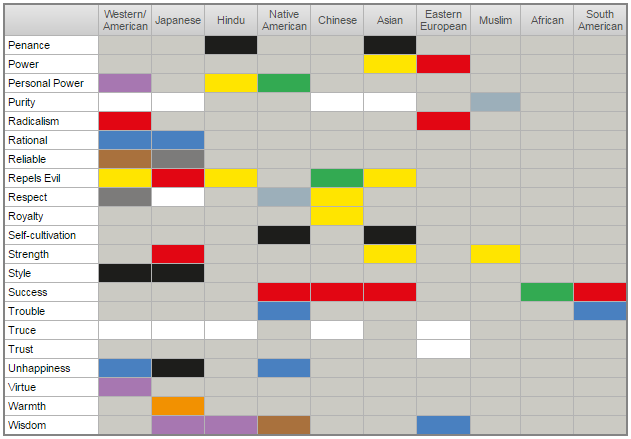 Western/ American Japanese Hindu Native American Chinese Asian Eastern European Muslim African South American
Penance
Power
Personal Power
Purity
Radicalism
Rational
Reliable
Repels Evil
Respect
Royalty
Self-cultivation
Strength
Style
Success
Trouble
Truce
Trust
Unhappiness
Virtue
Warmth
Wisdom